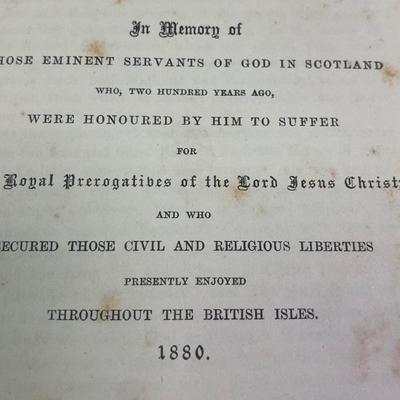 In Memory of
HOSE EMINENT SERVANTS OF GOD IN SCOTLAND
WHO, TWO HUNDRED YEARS AGO,
WERE HONOURED BY HIM TO SUFFER
FOR
Royal Prerogatives of the Lord Jesus Christ
AND WHO
ECURED THOSE CIVIL AND RELIGIOUS LIBERTIES
PRESENTLY ENJOYED
THROUGHOUT THE BRITISH ISLES.
1880.